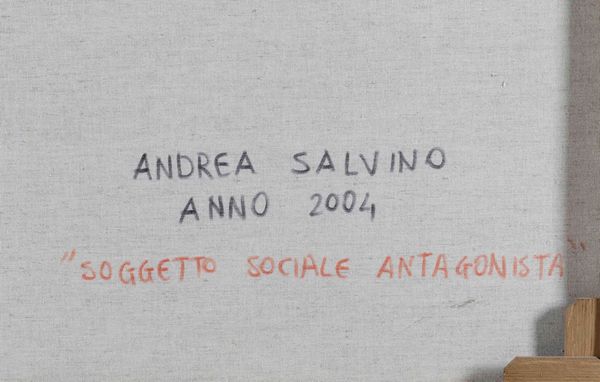 ANDREA SALVINO
ANNO 2004
"SOGGETTO SOCIALE ANTAGONISTA"